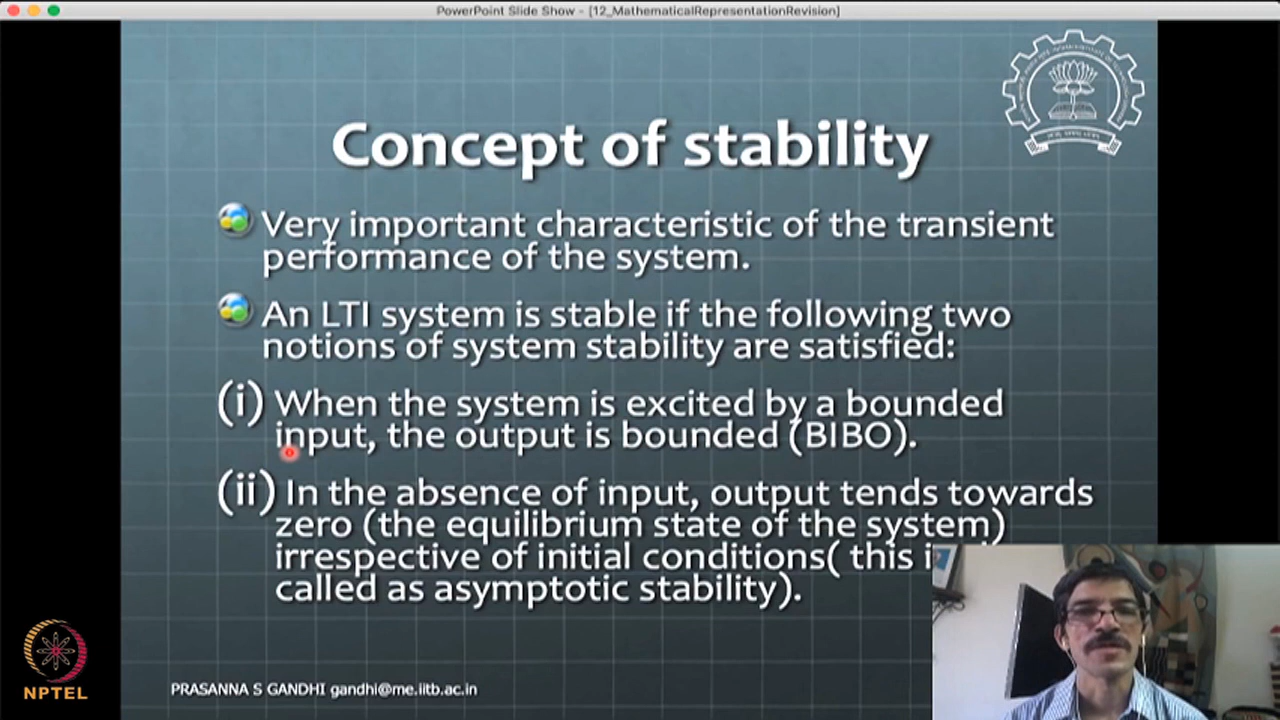 PowerPoint Slide Show - [12_MathematicalRepresentationRevision]
Concept of stability
Very important characteristic of the transient
performance of the system.
An LTI system is stable if the following two
notions of system stability are satisfied:
(i) When the system is excited by a bounded
input, the output is bounded (BIBO).
(ii) In the absence of input, output tends towards
zero (the equilibrium state of the system)
irrespective of initial conditions( this
called as asymptotic stability).
NPTEL
PRASANNA S GANDHI gandhi@me.iitb.ac.in